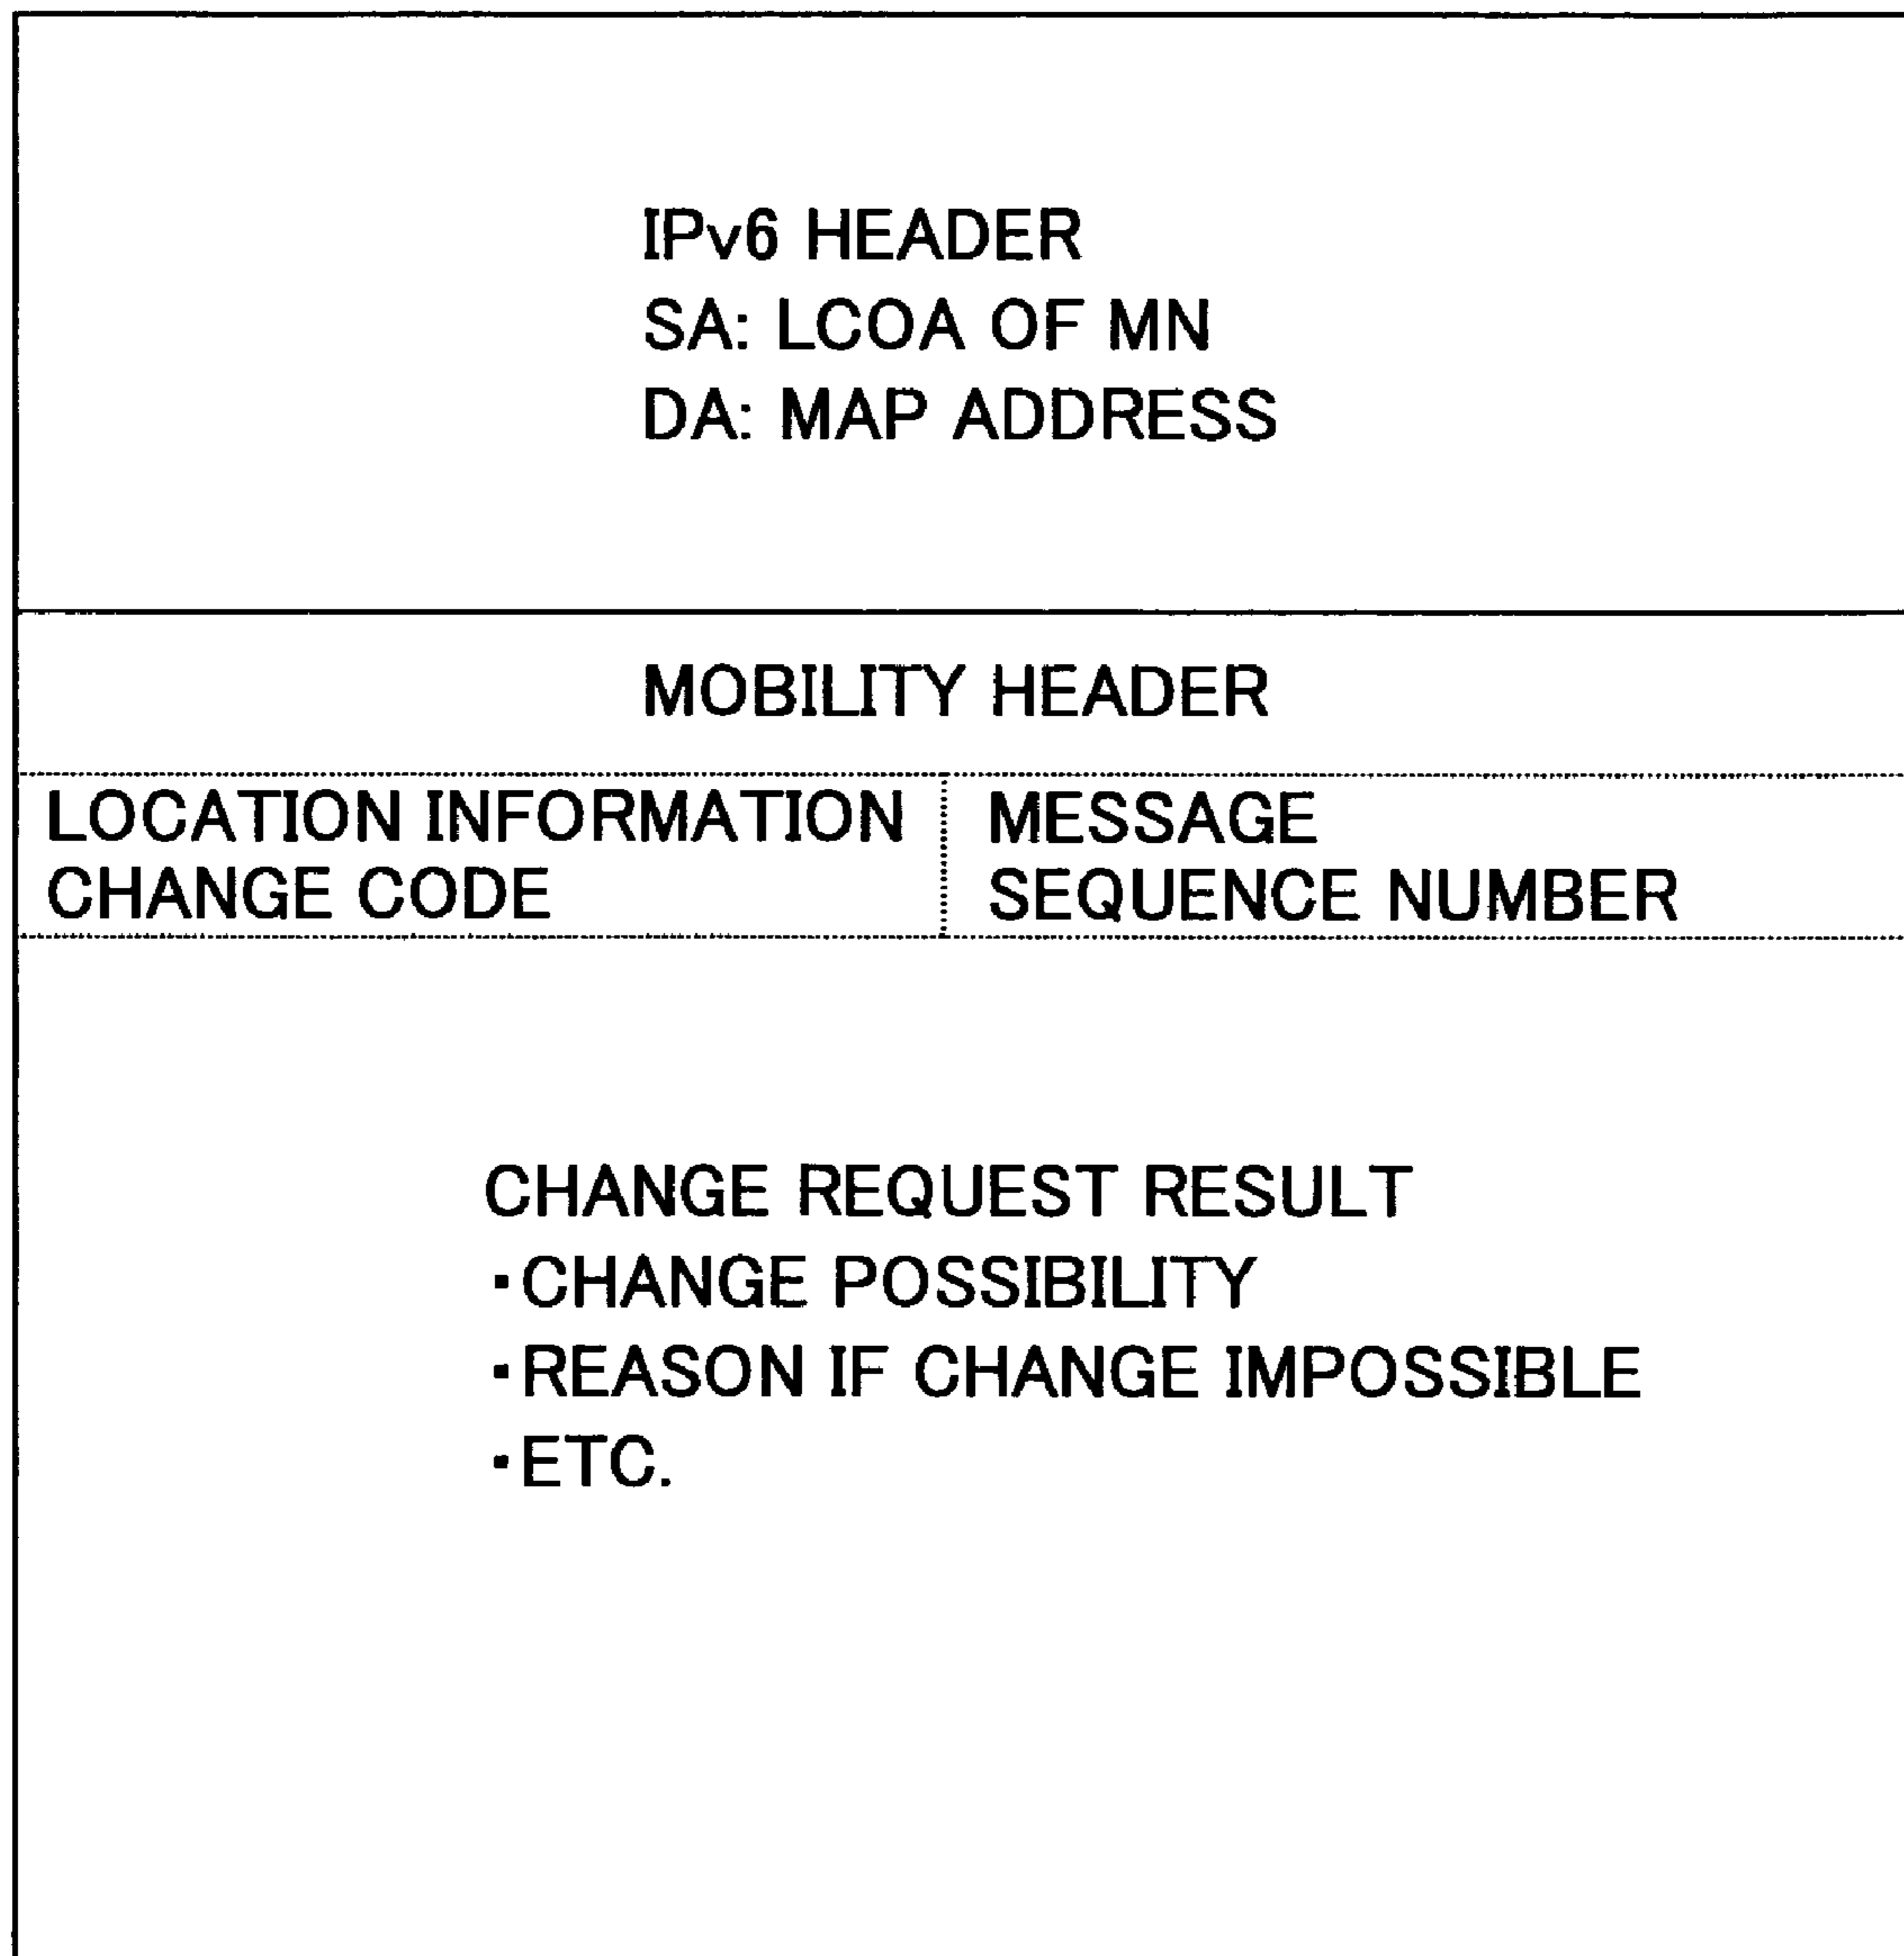 IPv6 HEADER
SA: LCOA OF MN
DA: MAP ADDRESS
MOBILITY HEADER
LOCATION INFORMATION
CHANGE CODE
MESSAGE
SEQUENCE NUMBER
CHANGE REQUEST RESULT
・CHANGE POSSIBILITY
・REASON IF CHANGE IMPOSSIBLE
・ETC.